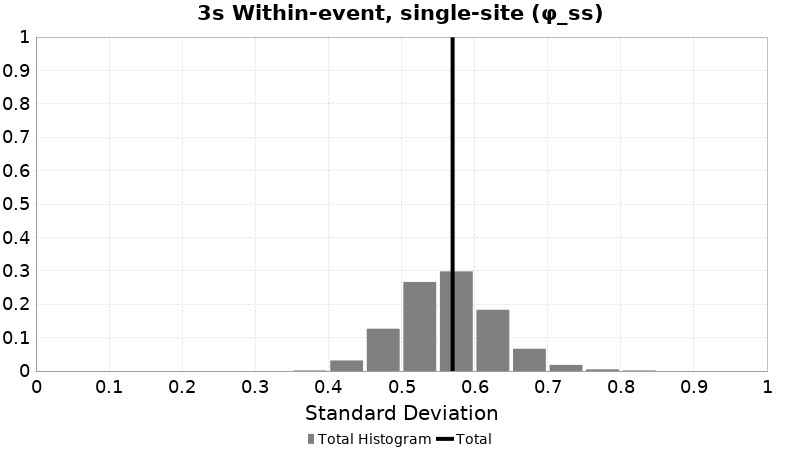 3s Within-event, single-site (φ_ss)
1
0.9
0.8
0.7
0.6
0.5
0.4
0.3
0.2
0.1
0
0 0.1 0.2 0.3 0.4 0.5 0.6 0.7 0.8 0.9 1
Standard Deviation
Total Histogram Total